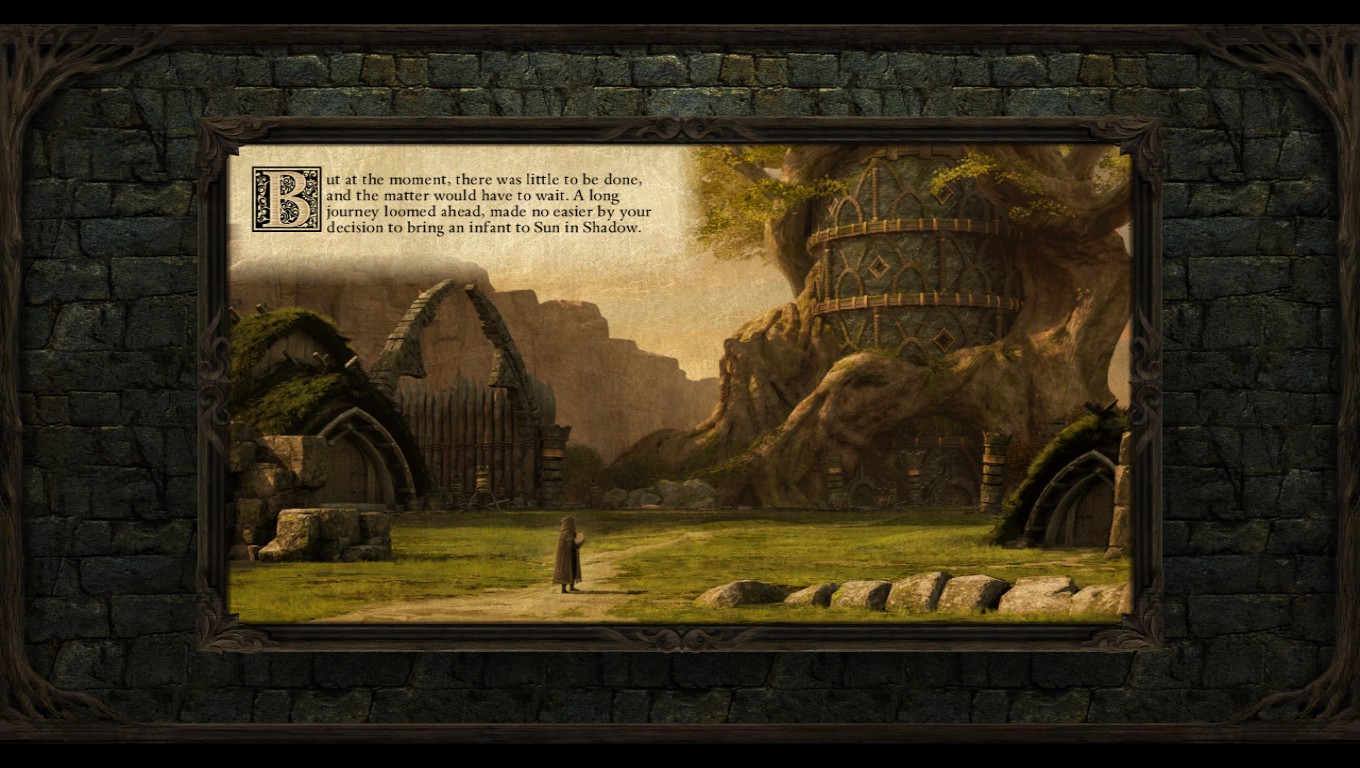 But at the moment, there was little to be done,
and the matter would have to wait. A long
journey loomed ahead, made no easier by your
decision to bring an infant to Sun in Shadow.